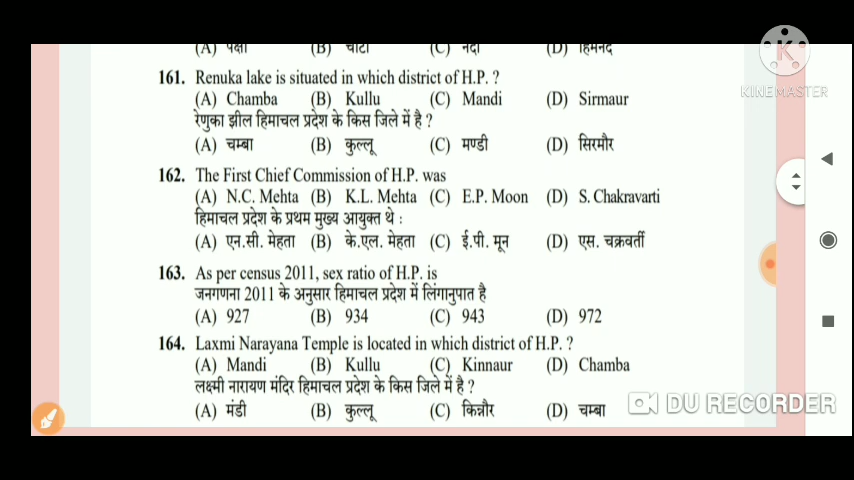 (A) पक्षी (B) चोटी (C) नदी (D) हिमनद
KINEMASTER
161. Renuka lake is situated in which district of H.P. ?
(A) Chamba (B) Kullu (C) Mandi (D) Sirmaur
रेणुका झील हिमाचल प्रदेश के किस जिले में है ?
(A) चम्बा (B) कुल्लू (C) मण्डी (D) सिरमौर
162. The First Chief Commission of H.P. was
(A) N.C. Mehta (B) K.L. Mehta (C) E.P. Moon (D) S. Chakravarti
हिमाचल प्रदेश के प्रथम मुख्य आयुक्त थे :
(A) एन.सी. मेहता (B) के.एल. मेहता (C) ई.पी. मून (D) एस. चक्रवर्ती
163. As per census 2011, sex ratio of H.P. is
जनगणना 2011 के अनुसार हिमाचल प्रदेश में लिंगानुपात है
(A) 927 (B) 934 (C) 943 (D) 972
164. Laxmi Narayana Temple is located in which district of H.P. ?
(A) Mandi (B) Kullu (C) Kinnaur (D) Chamba
लक्ष्मी नारायण मंदिर हिमाचल प्रदेश के किस जिले में है ?
(A) मंडी (B) कुल्लू (C) किन्नौर (D) चम्बा
DU RECORDER